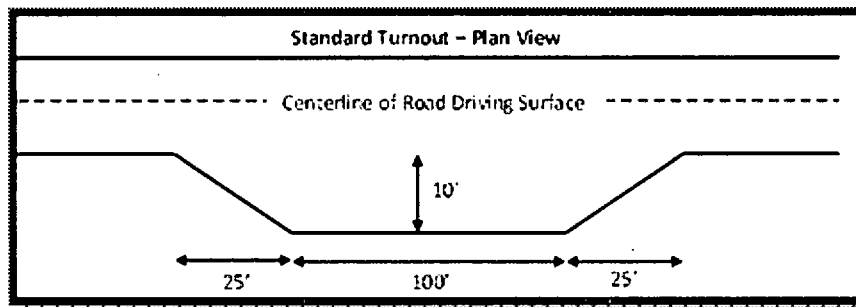 Standard Turnout – Plan View
Centerline of Road Driving Surface
10'
25' 100' 25'